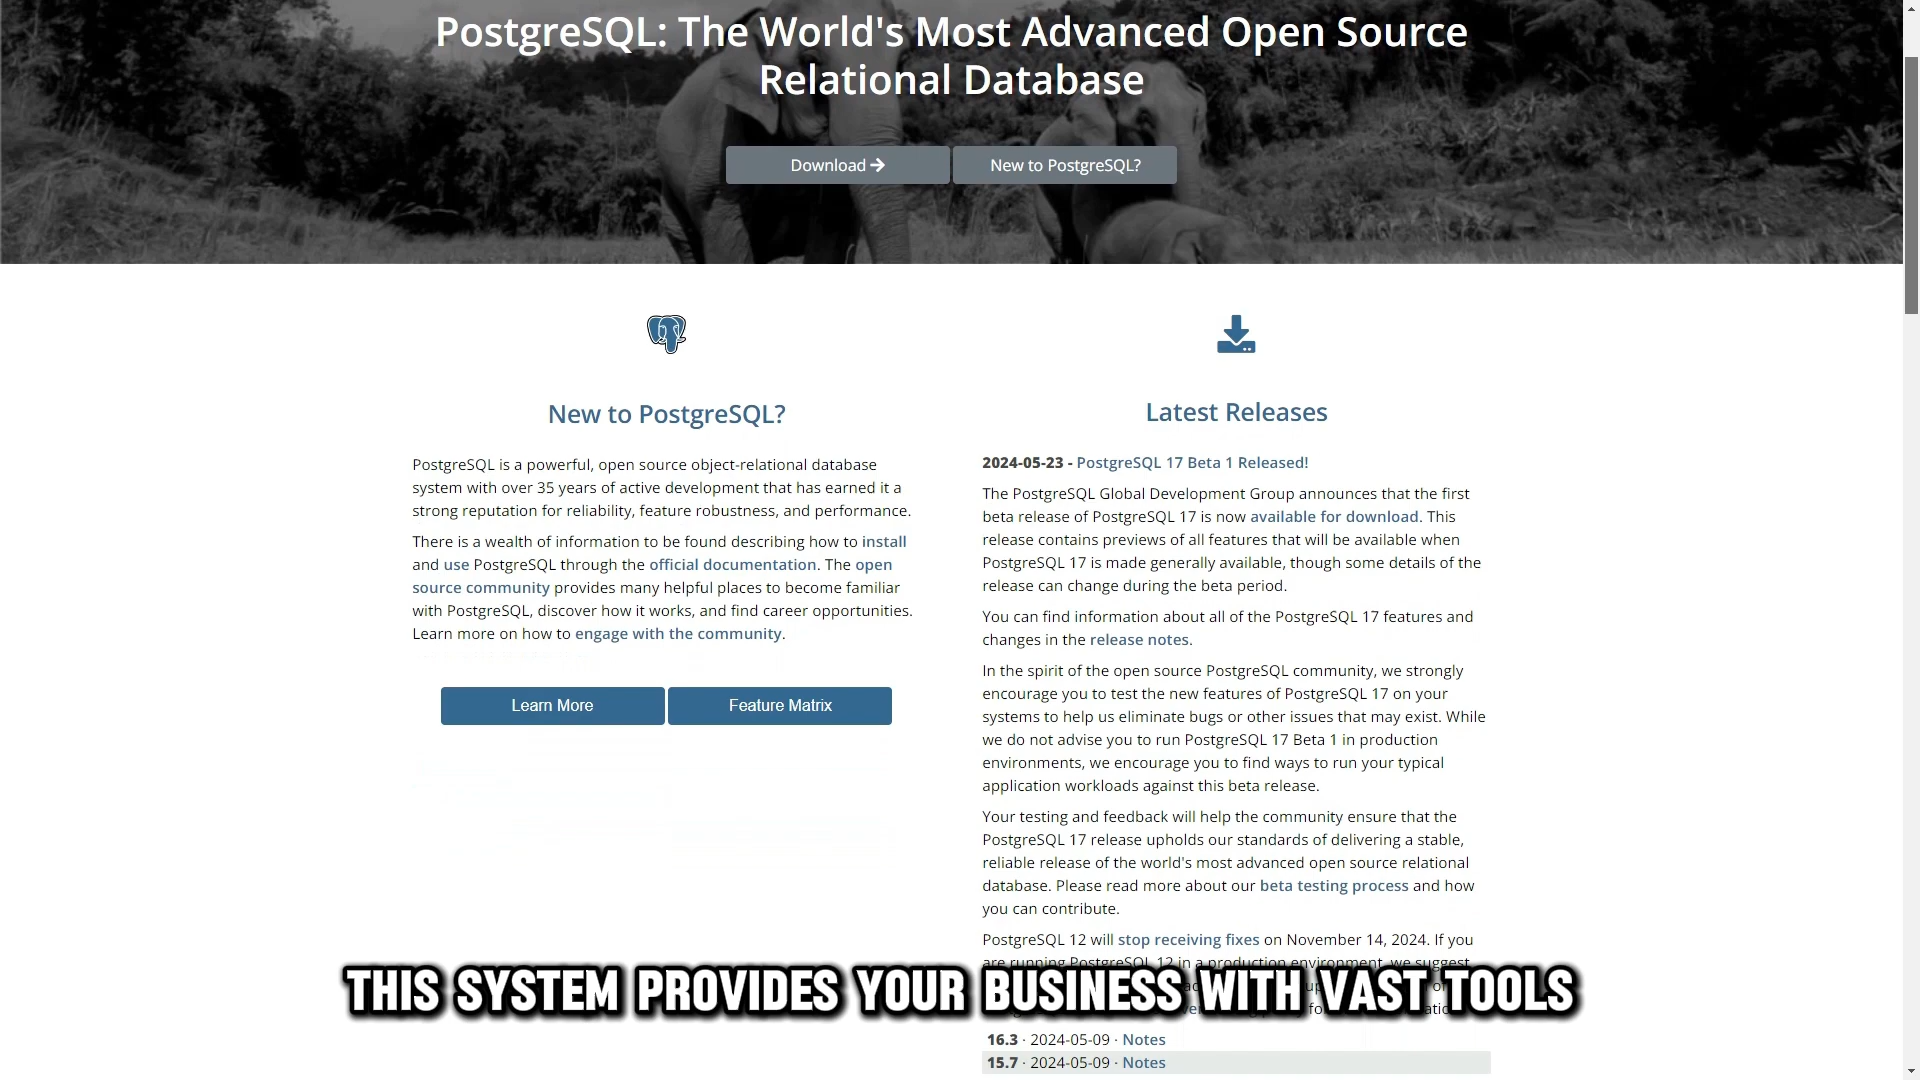 PostgreSQL: The World's Most Advanced Open Source
Relational Database
Download
New to PostgreSQL?
New to PostgreSQL?
PostgreSQL is a powerful, open source object-relational database
system with over 35 years of active development that has earned it a
strong reputation for reliability, feature robustness, and performance.
There is a wealth of information to be found describing how to install
and use PostgreSQL through the official documentation. The open
source community provides many helpful places to become familiar
with PostgreSQL, discover how it works, and find career opportunities.
Learn more on how to engage with the community.
Learn More
Feature Matrix
Latest Releases
2024-05-23 - PostgreSQL 17 Beta 1 Released!
The PostgreSQL Global Development Group announces that the first
beta release of PostgreSQL 17 is now available for download. This
release contains previews of all features that will be available when
PostgreSQL 17 is made generally available, though some details of the
release can change during the beta period.
You can find information about all of the PostgreSQL 17 features and
changes in the release notes.
In the spirit of the open source PostgreSQL community, we strongly
encourage you to test the new features of PostgreSQL 17 on your
systems to help us eliminate bugs or other issues that may exist. While
we do not advise you to run PostgreSQL 17 Beta 1 in production
environments, we encourage you to find ways to run your typical
application workloads against this beta release.
Your testing and feedback will help the community ensure that the
PostgreSQL 17 release upholds our standards of delivering a stable,
reliable release of the world's most advanced open source relational
database. Please read more about our beta testing process and how
you can contribute.
PostgreSQL 12 will stop receiving fixes on November 14, 2024. If you
are running PostgreSQL 12 in a production environment, we suggest
THIS SYSTEM PROVIDES YOUR BUSINESS WITH VAST TOOLS
16.3 · 2024-05-09 · Notes
15.7 · 2024-05-09 · Notes